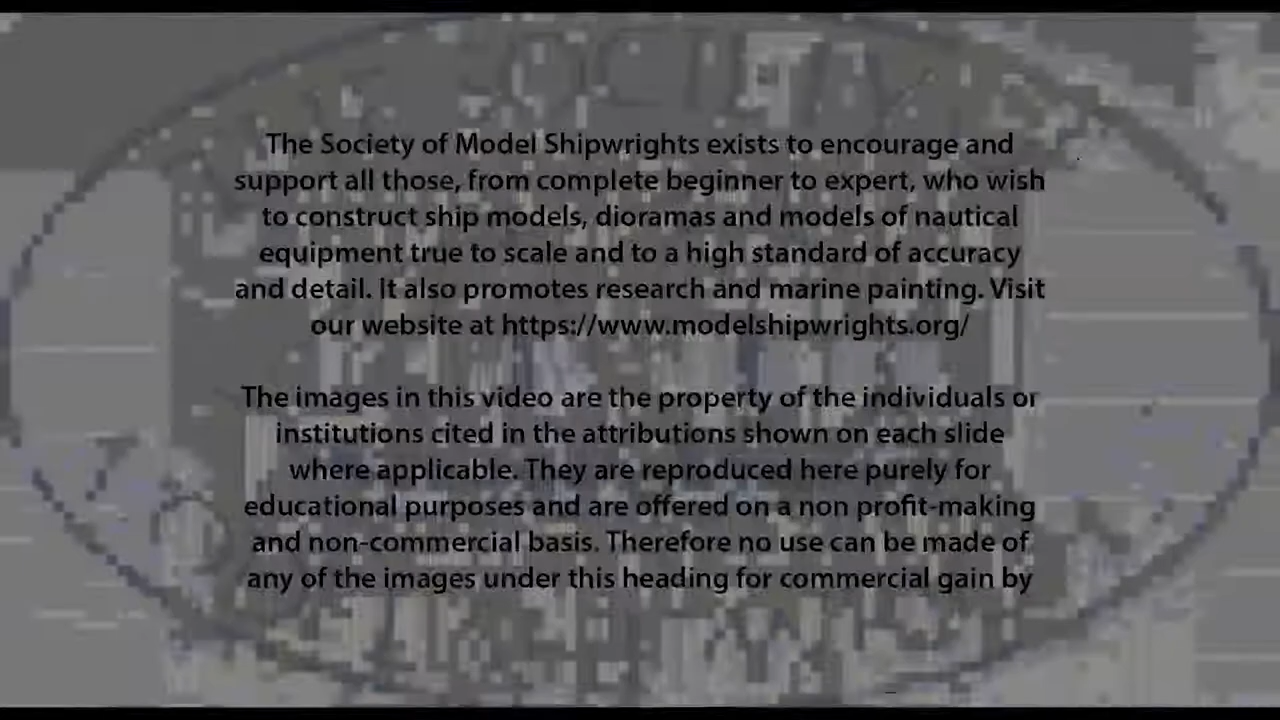 SOCIETY
The Society of Model Shipwrights exists to encourage and
support all those, from complete beginner to expert, who wish
to construct ship models, dioramas and models of nautical
equipment true to scale and to a high standard of accuracy
and detail. It also promotes research and marine painting. Visit
our website at https://www.modelshipwrights.org/
The images in this video are the property of the individuals or
institutions cited in the attributions shown on each slide
where applicable. They are reproduced here purely for
educational purposes and are offered on a non profit-making
and non-commercial basis. Therefore no use can be made of
any of the images under this heading for commercial gain by